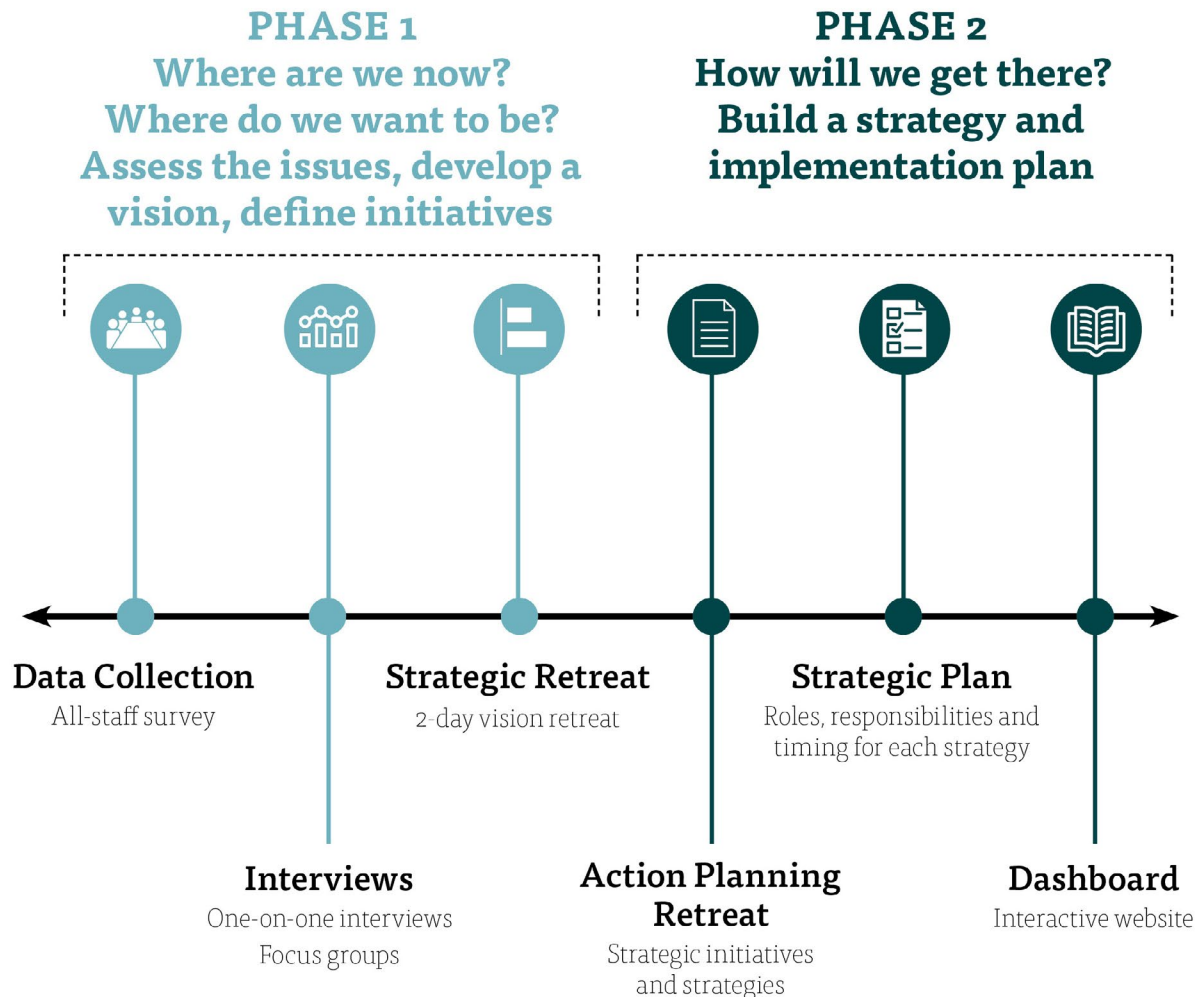 PHASE 1
Where are we now?
Where do we want to be?
Assess the issues, develop a
vision, define initiatives
PHASE 2
How will we get there?
Build a strategy and
implementation plan
Data Collection
All-staff survey
Interviews
One-on-one interviews
Focus groups
Strategic Retreat
2-day vision retreat
Action Planning
Retreat
Strategic initiatives
and strategies
Strategic Plan
Roles, responsibilities and
timing for each strategy
Dashboard
Interactive website